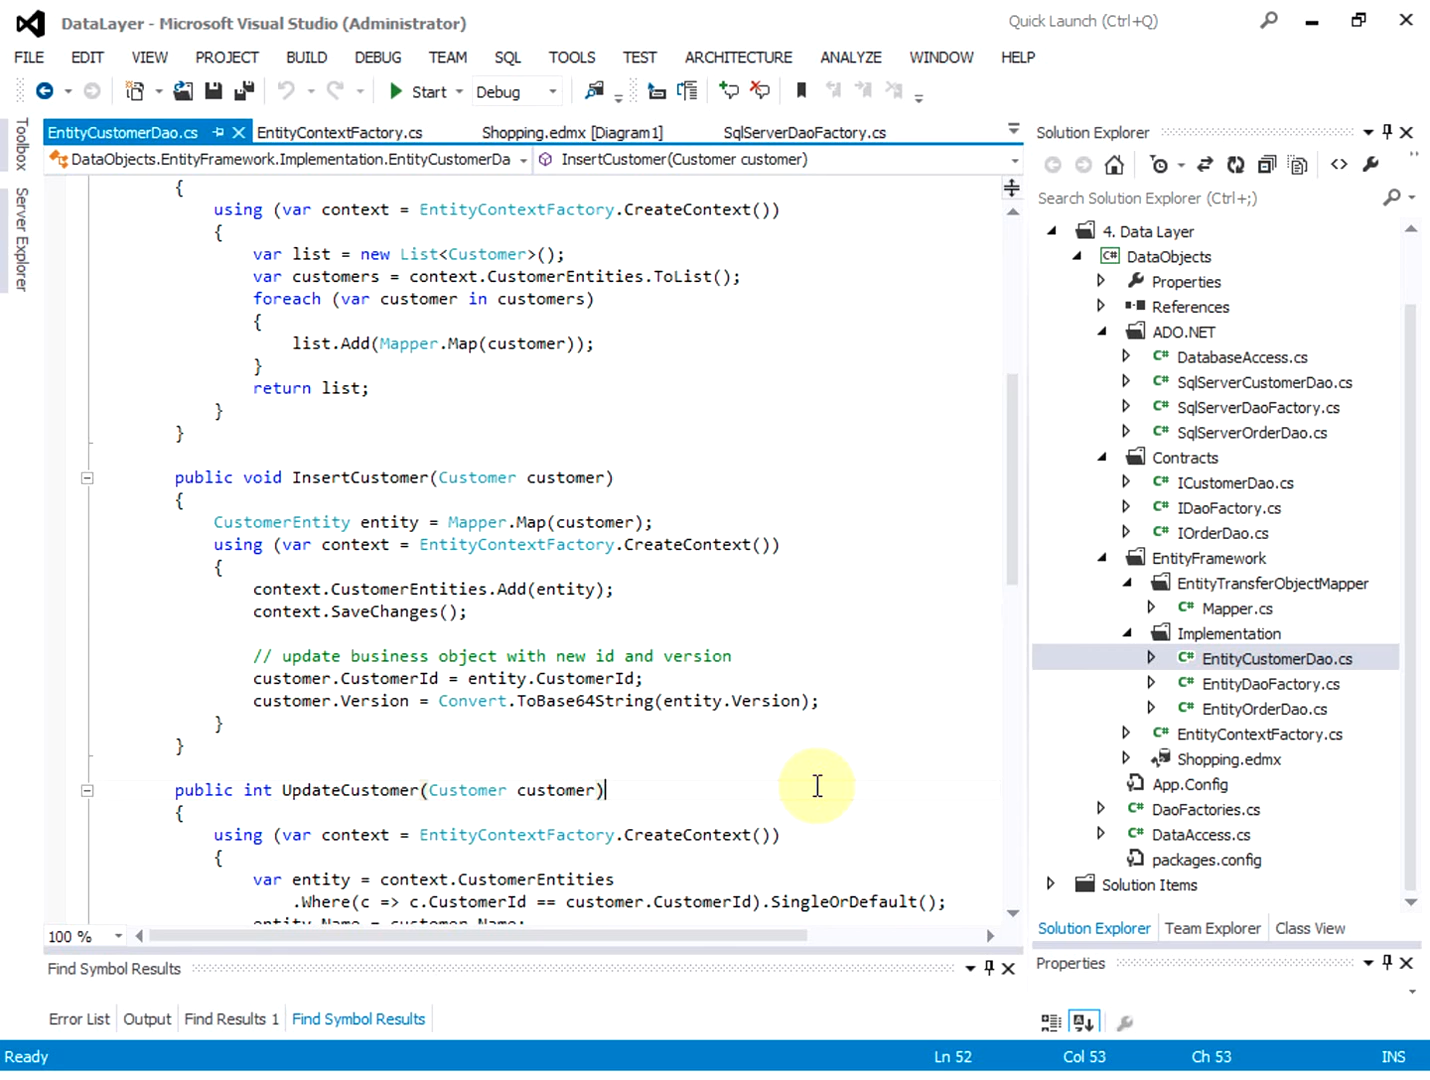 DataLayer - Microsoft Visual Studio (Administrator)
Quick Launch (Ctrl+Q)
FILE EDIT VIEW PROJECT BUILD DEBUG TEAM SQL TOOLS TEST ARCHITECTURE ANALYZE WINDOW HELP
Start Debug
Toolbox
Server Explorer
EntityCustomerDao.cs EntityContextFactory.cs Shopping.edmx [Diagram1] SqlServerDaoFactory.cs
DataObjects.EntityFramework.Implementation.EntityCustomerDa InsertCustomer(Customer customer)
{
using (var context = EntityContextFactory.CreateContext())
{
var list = new List<Customer>();
var customers = context.CustomerEntities.ToList();
foreach (var customer in customers)
{
list.Add(Mapper.Map(customer));
}
return list;
}
}
public void InsertCustomer(Customer customer)
{
CustomerEntity entity = Mapper.Map(customer);
using (var context = EntityContextFactory.CreateContext())
{
context.CustomerEntities.Add(entity);
context.SaveChanges();
// update business object with new id and version
customer.CustomerId = entity.CustomerId;
customer.Version = Convert.ToBase64String(entity.Version);
}
}
public int UpdateCustomer(Customer customer)
{
using (var context = EntityContextFactory.CreateContext())
{
var entity = context.CustomerEntities
.Where(c => c.CustomerId == customer.CustomerId).SingleOrDefault();
entity.Name = customer.Name;
100 %
Solution Explorer
Search Solution Explorer (Ctrl+;)
4. Data Layer
C# DataObjects
Properties
References
ADO.NET
C# DatabaseAccess.cs
C# SqlServerCustomerDao.cs
C# SqlServerDaoFactory.cs
C# SqlServerOrderDao.cs
Contracts
C# ICustomerDao.cs
C# IDaoFactory.cs
C# IOrderDao.cs
EntityFramework
EntityTransferObjectMapper
C# Mapper.cs
Implementation
C# EntityCustomerDao.cs
C# EntityDaoFactory.cs
C# EntityOrderDao.cs
C# EntityContextFactory.cs
Shopping.edmx
App.Config
C# DaoFactories.cs
C# DataAccess.cs
packages.config
Solution Items
Solution Explorer Team Explorer Class View
Properties
Find Symbol Results
Error List Output Find Results 1 Find Symbol Results
Ready Ln 52 Col 53 Ch 53 INS